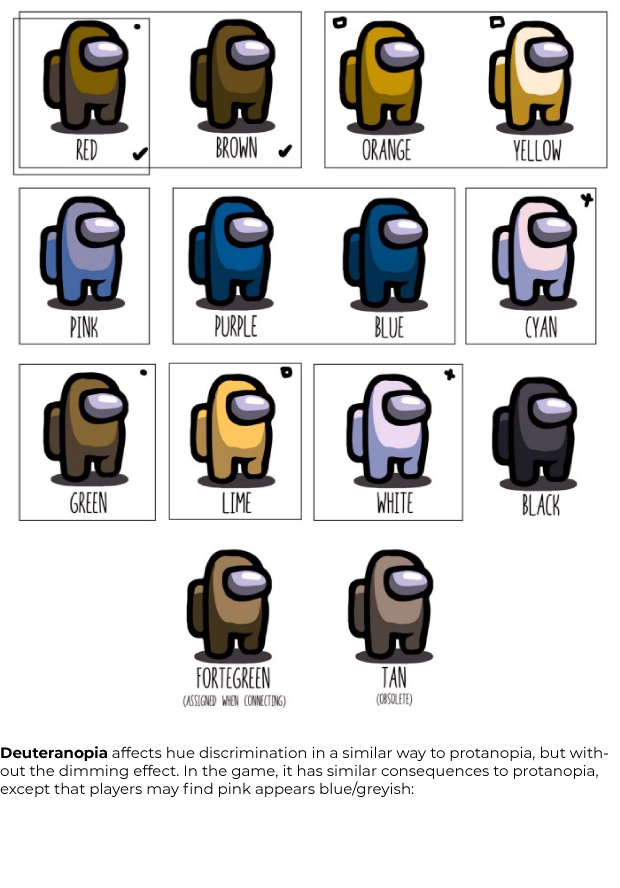 RED BROWN ORANGE YELLOW
PINK PURPLE BLUE CYAN
GREEN LIME WHITE BLACK
FORTEGREEN TAN
(ASSIGNED WHEN CONNECTING) (OBSOLETE)
Deuteranopia affects hue discrimination in a similar way to protanopia, but with-
out the dimming effect. In the game, it has similar consequences to protanopia,
except that players may find pink appears blue/greyish: